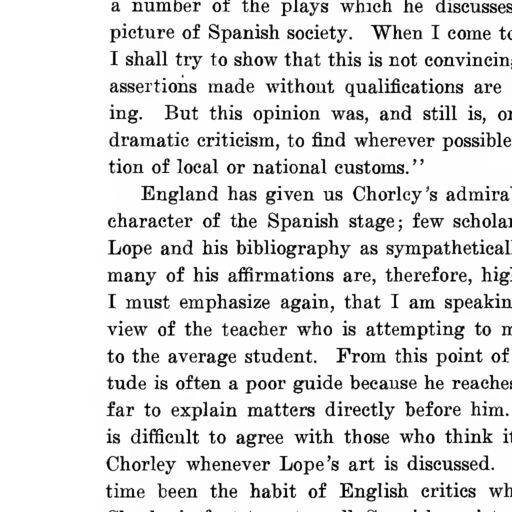 a number of the plays which he discusses
picture of Spanish society. When I come to
I shall try to show that this is not convincing
assertions made without qualifications are
ing. But this opinion was, and still is, or
dramatic criticism, to find wherever possible
tion of local or national customs.”
England has given us Chorley’s admira
character of the Spanish stage; few scholar
Lope and his bibliography as sympathetical
many of his affirmations are, therefore, hig
I must emphasize again, that I am speakin
view of the teacher who is attempting to m
to the average student. From this point of
tude is often a poor guide because he reaches
far to explain matters directly before him.
is difficult to agree with those who think it
Chorley whenever Lope’s art is discussed.
time been the habit of English critics wh